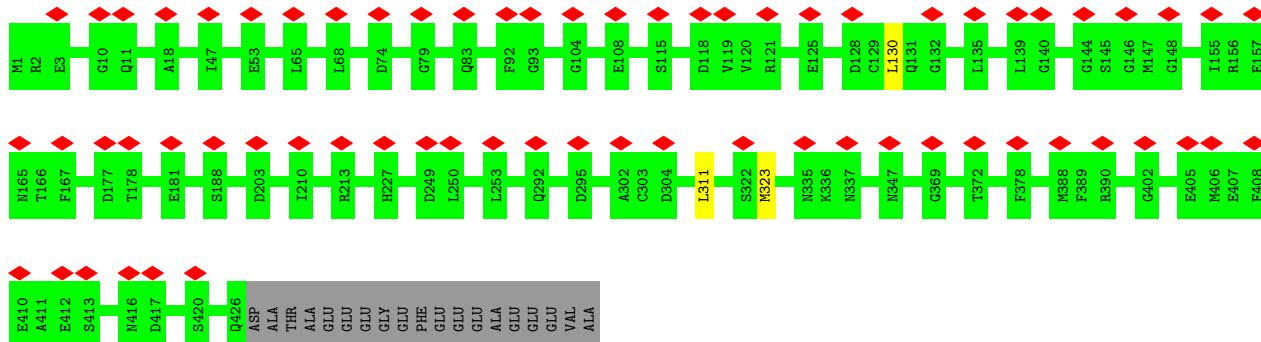 M1 R2 E3 G10 Q11 A18 I47 E53 L65 L68 D74 G79 Q83 F92 G93 G104 E108 S115 D118 V119 V120 R121 E125 D128 C129 L130 Q131 G132 L135 L139 G140 G144 S145 G146 M147 G148 I155 R156 E157
N165 T166 F167 D177 T178 E181 S188 D203 I210 R213 H227 D249 L250 L253 Q292 D295 A302 C303 D304 L311 S322 M323 N335 K336 N337 N347 G369 T372 F378 M388 F389 R390 G402 E405 M406 E407 F408
E410 A411 E412 S413 N416 D417 S420 Q426 ASP ALA THR ALA GLU GLU GLU GLY GLU PHE GLU GLU GLU ALA GLU GLU GLU VAL ALA